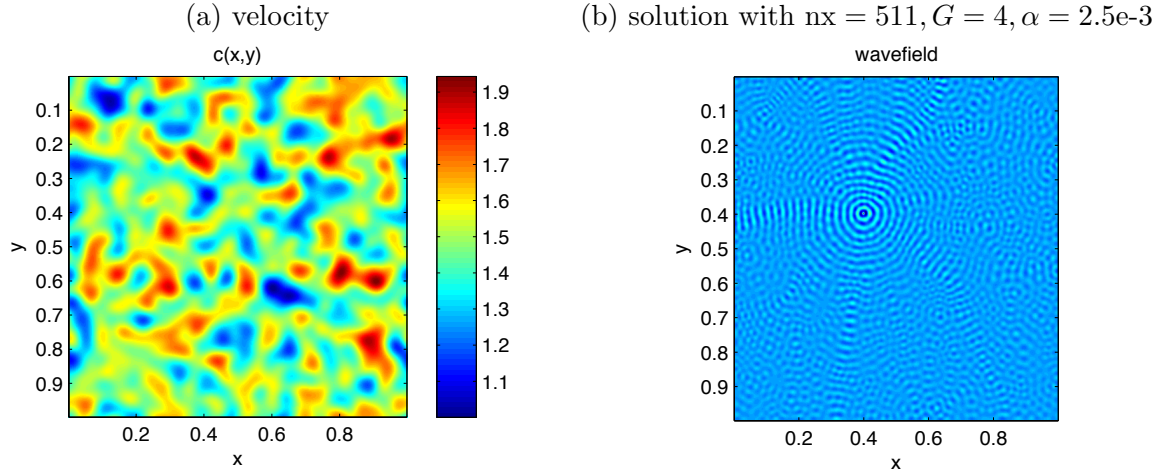 (a) velocity
c(x,y)
0.1
0.2
0.3
0.4
0.5
0.6
0.7
0.8
0.9
y
0.2 0.4 0.6 0.8
x
1.9
1.8
1.7
1.6
1.5
1.4
1.3
1.2
1.1
(b) solution with nx = 511, G = 4, α = 2.5e-3
wavefield
0.1
0.2
0.3
0.4
0.5
0.6
0.7
0.8
0.9
y
0.2 0.4 0.6 0.8
x